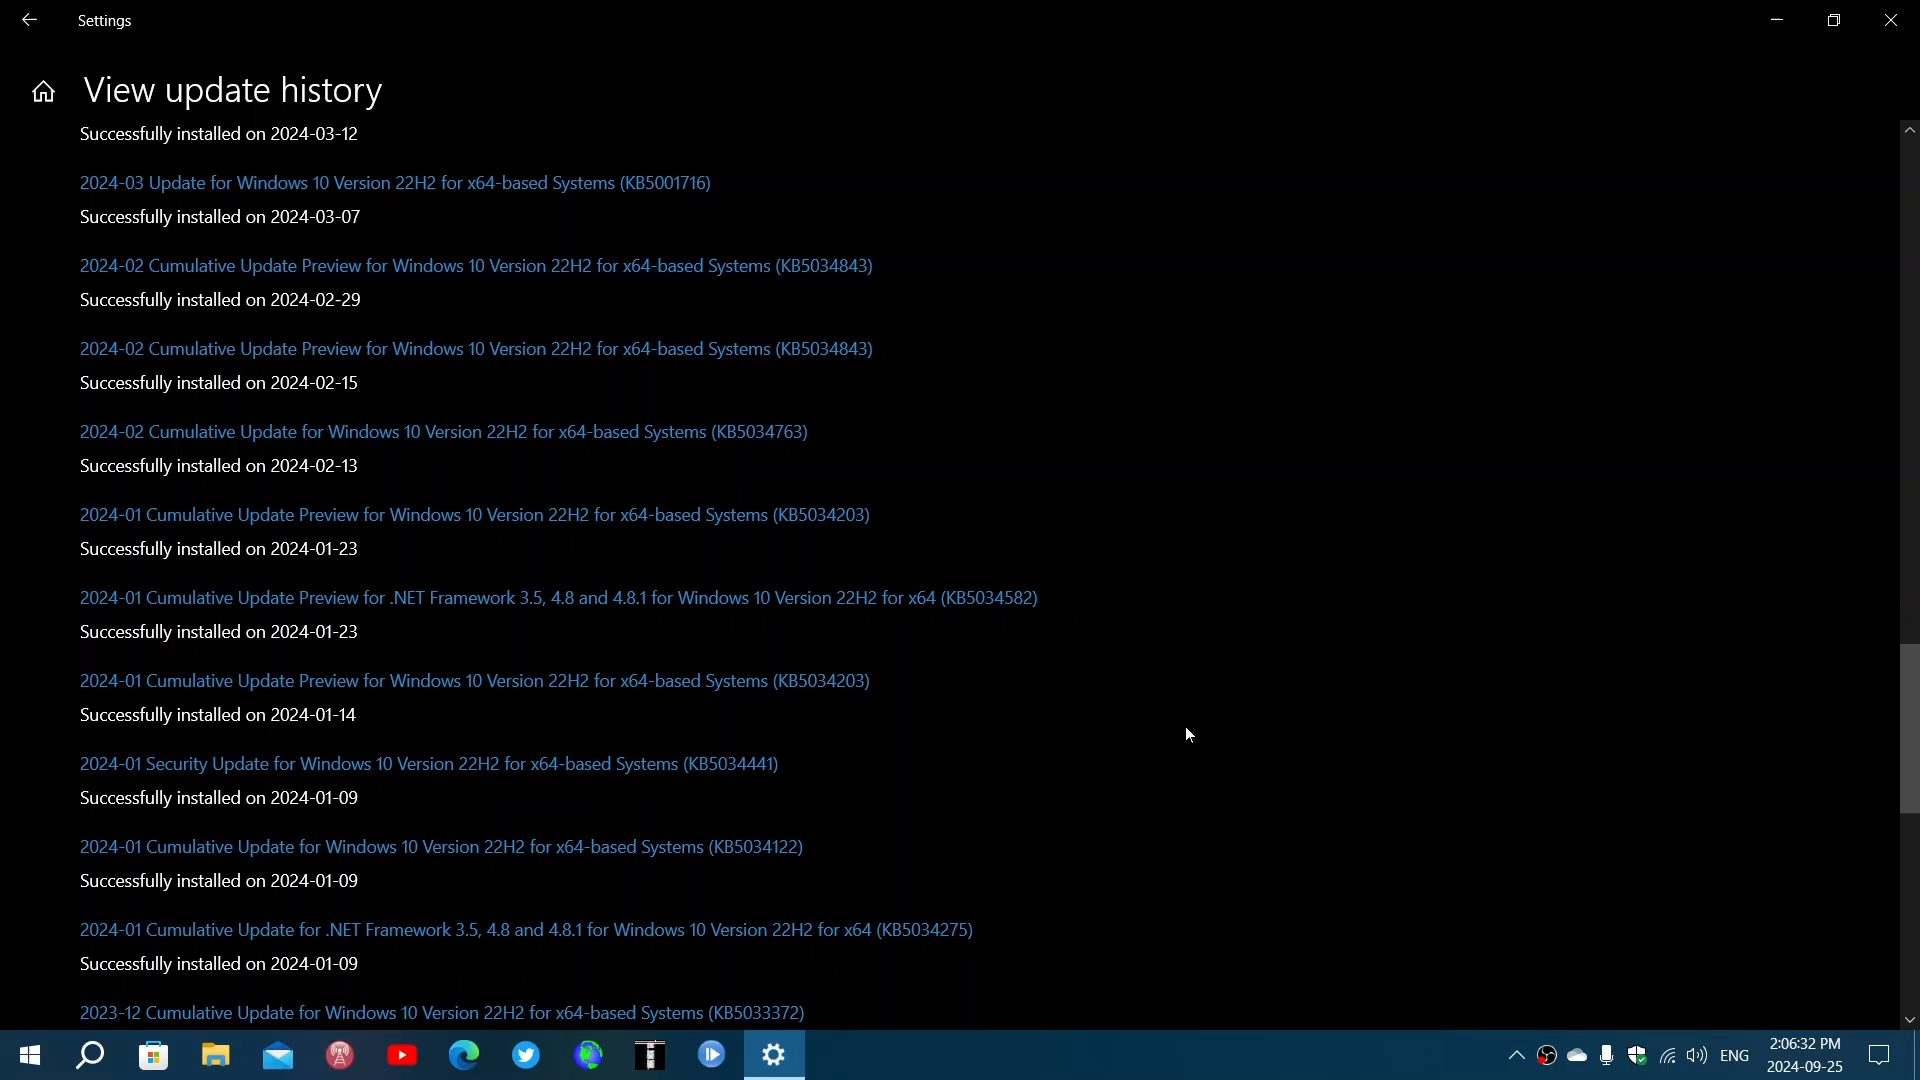 Settings
View update history
Successfully installed on 2024-03-12
2024-03 Update for Windows 10 Version 22H2 for x64-based Systems (KB5001716)
Successfully installed on 2024-03-07
2024-02 Cumulative Update Preview for Windows 10 Version 22H2 for x64-based Systems (KB5034843)
Successfully installed on 2024-02-29
2024-02 Cumulative Update Preview for Windows 10 Version 22H2 for x64-based Systems (KB5034843)
Successfully installed on 2024-02-15
2024-02 Cumulative Update for Windows 10 Version 22H2 for x64-based Systems (KB5034763)
Successfully installed on 2024-02-13
2024-01 Cumulative Update Preview for Windows 10 Version 22H2 for x64-based Systems (KB5034203)
Successfully installed on 2024-01-23
2024-01 Cumulative Update Preview for .NET Framework 3.5, 4.8 and 4.8.1 for Windows 10 Version 22H2 for x64 (KB5034582)
Successfully installed on 2024-01-23
2024-01 Cumulative Update Preview for Windows 10 Version 22H2 for x64-based Systems (KB5034203)
Successfully installed on 2024-01-14
2024-01 Security Update for Windows 10 Version 22H2 for x64-based Systems (KB5034441)
Successfully installed on 2024-01-09
2024-01 Cumulative Update for Windows 10 Version 22H2 for x64-based Systems (KB5034122)
Successfully installed on 2024-01-09
2024-01 Cumulative Update for .NET Framework 3.5, 4.8 and 4.8.1 for Windows 10 Version 22H2 for x64 (KB5034275)
Successfully installed on 2024-01-09
2023-12 Cumulative Update for Windows 10 Version 22H2 for x64-based Systems (KB5033372)
ENG
2:06:32 PM
2024-09-25